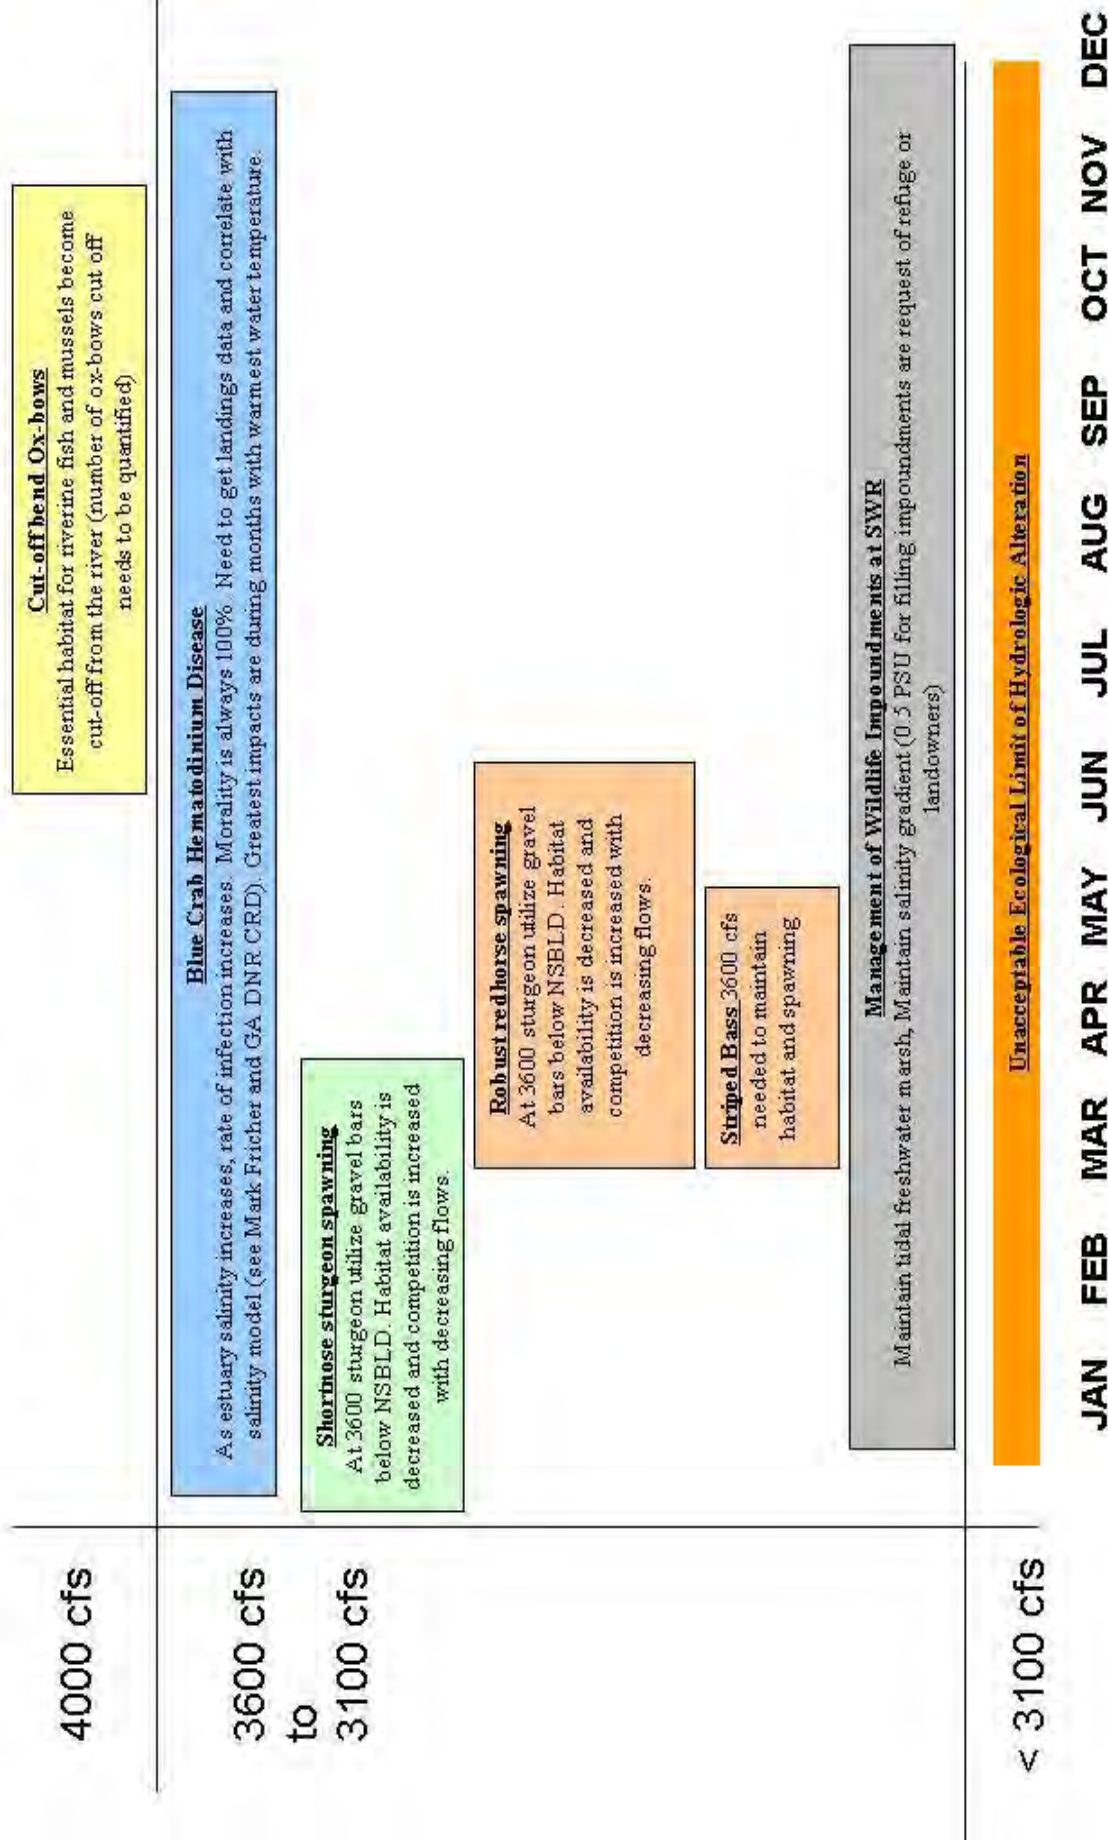 4000 cfs
Cut-off bend Ox-bows
Essential habitat for riverine fish and mussels become
cut-off from the river (number of ox-bows cut off
needs to be quantified)
3600 cfs
to
3100 cfs
Blue Crab Hematodinium Disease
As estuary salinity increases, rate of infection increases. Morality is always 100%. Need to get landings data and correlate with
salinity model (see Mark Fricher and GA DNR CRD). Greatest impacts are during months with warmest water temperature.
Shortnose sturgeon spawning
At 3600 sturgeon utilize gravel bars
below NSBLD. Habitat availability is
decreased and competition is increased
with decreasing flows.
Robust redhorse spawning
At 3600 sturgeon utilize gravel
bars below NSBLD. Habitat
availability is decreased and
competition is increased with
decreasing flows.
Striped Bass 3600 cfs
needed to maintain
habitat and spawning
Management of Wildlife Impoundments at SWR
Maintain tidal freshwater marsh, Maintain salinity gradient (0.5 PSU for filling impoundments are request of refuge or
landowners)
< 3100 cfs
Unacceptable Ecological Limit of Hydrologic Alteration
JAN FEB MAR APR MAY JUN JUL AUG SEP OCT NOV DEC